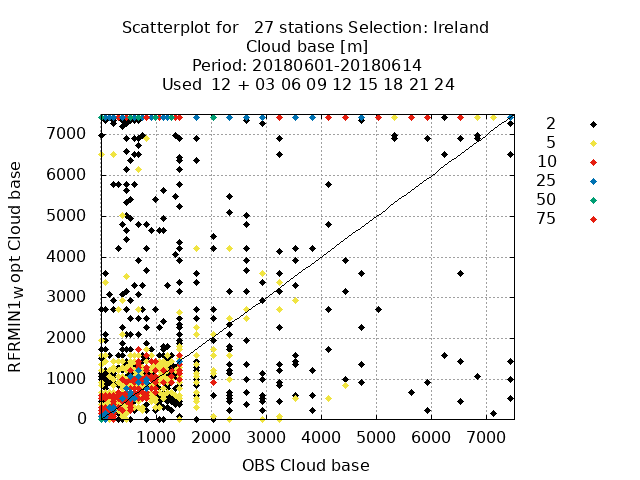 Scatterplot for 27 stations Selection: Ireland
Cloud base [m]
Period: 20180601-20180614
Used 12 + 03 06 09 12 15 18 21 24
7000
6000
5000
4000
3000
2000
1000
0
RFRMIN1W opt Cloud base
1000 2000 3000 4000 5000 6000 7000
OBS Cloud base
2
5
10
25
50
75